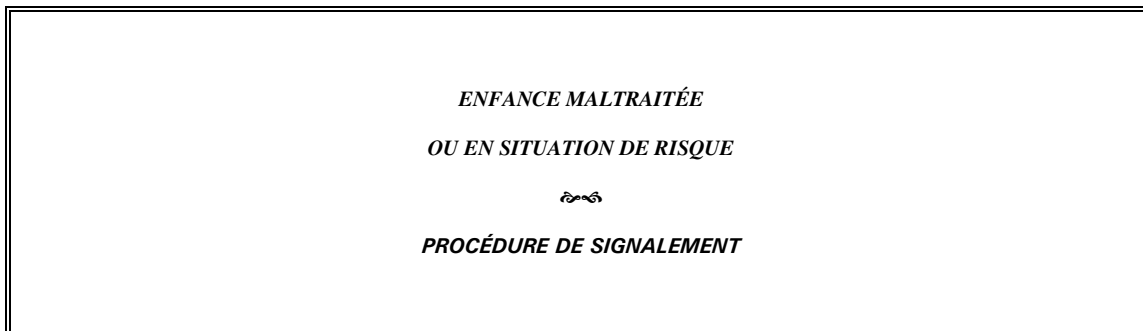 ENFANCE MALTRAITÉE
OU EN SITUATION DE RISQUE
PROCÉDURE DE SIGNALEMENT